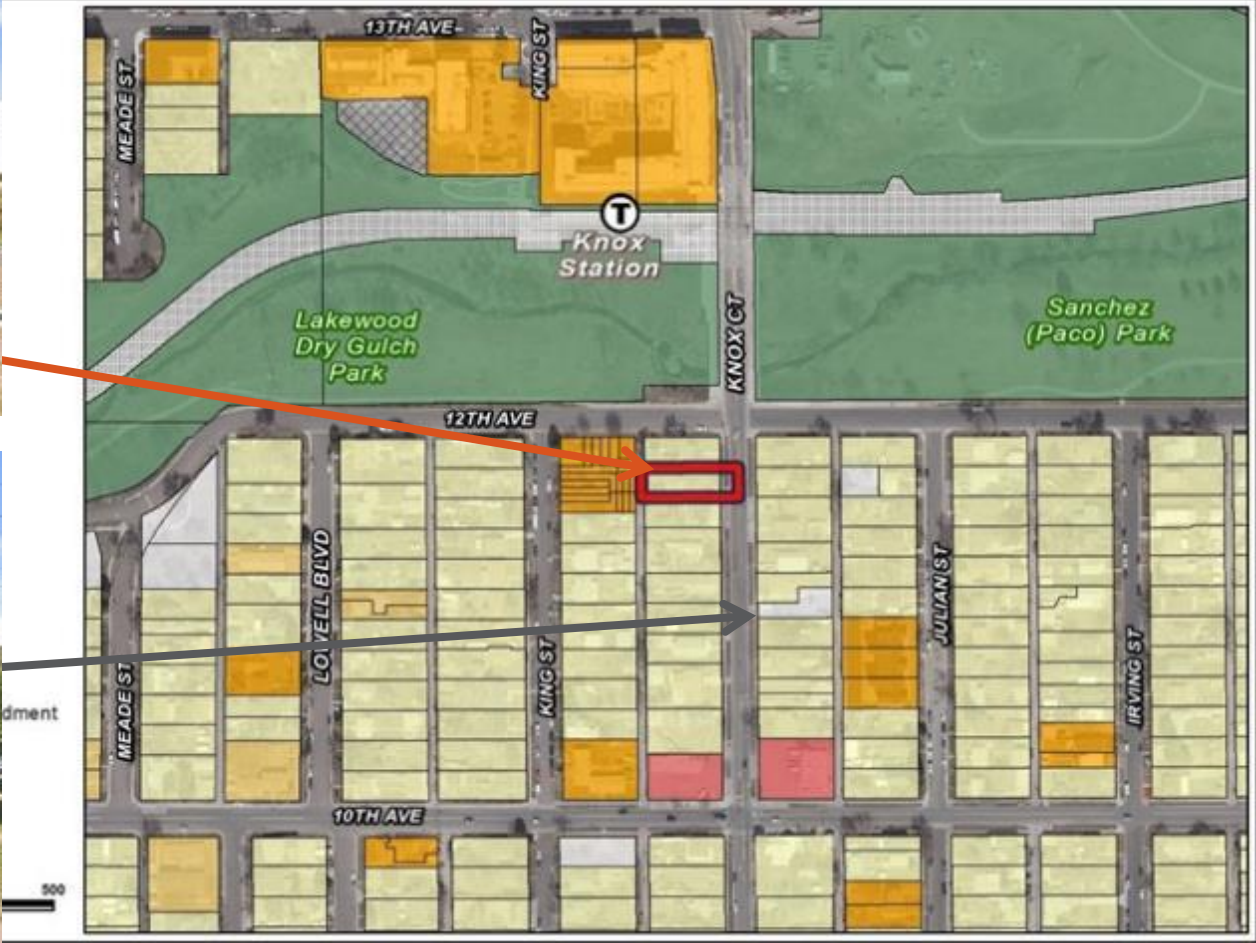 13TH AVE
KING ST
MEADE ST
T
Knox
Station
Lakewood
Dry Gulch
Park
Sanchez
(Paco) Park
KNOX CT
12TH AVE
LOWELL BLVD
JULIAN ST
KING ST
MEADE ST
IRVING ST
dment
10TH AVE
500